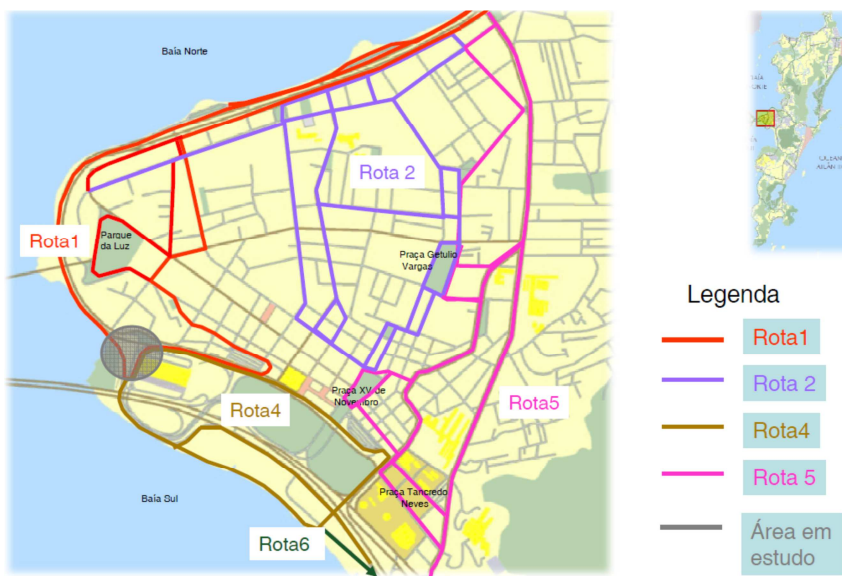 Baía Norte
Rota 2
Rota1
Parque
da Luz
Praça Getulio
Vargas
Praça XV de
Novembro
Rota4
Rota5
Baía Sul
Praça Tancredo
Neves
Rota6
Legenda
Rota1
Rota 2
Rota4
Rota 5
Área em
estudo